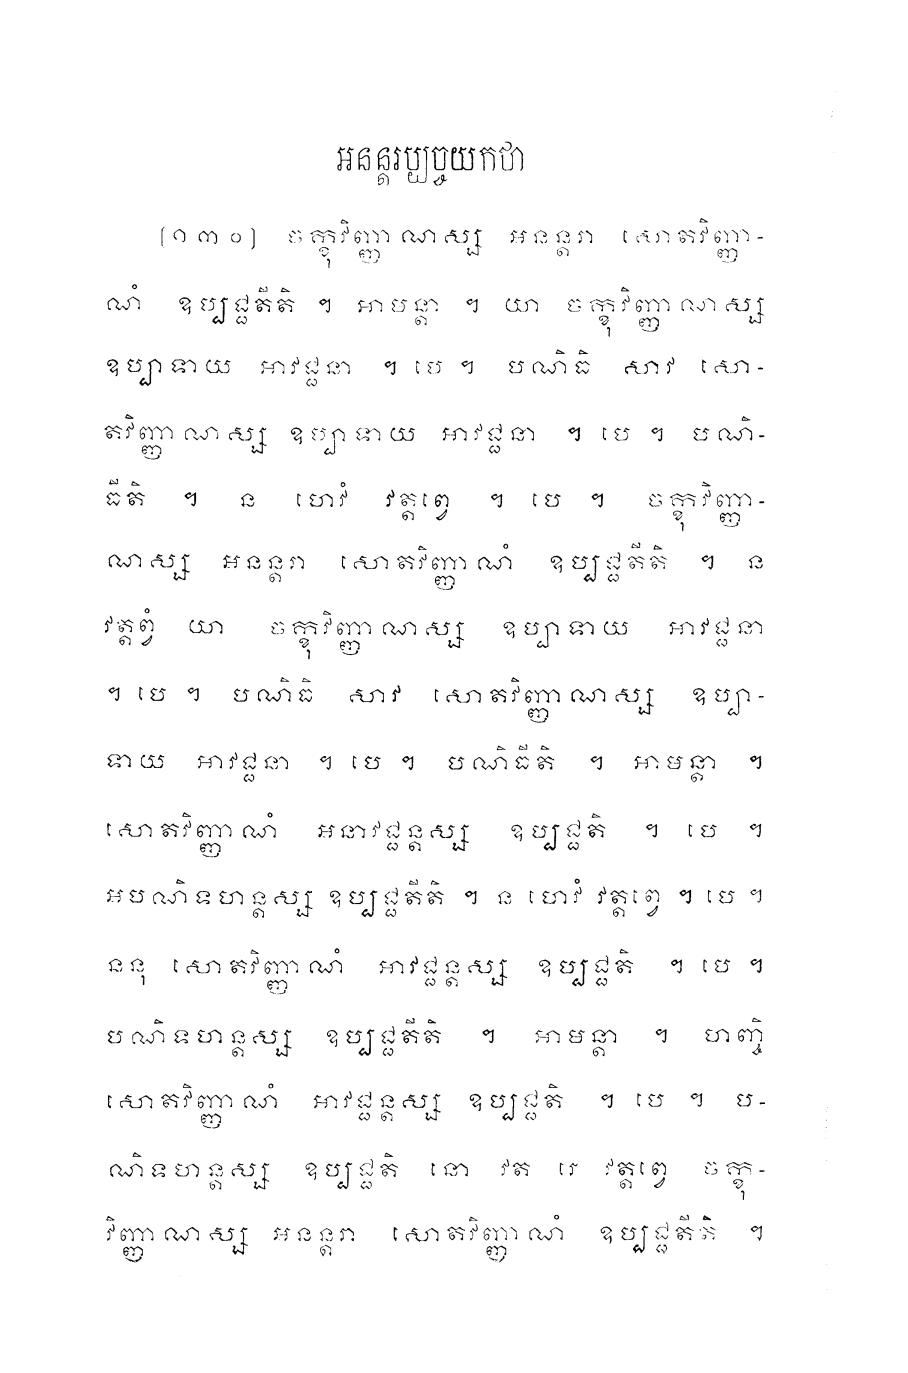 អនន្តរប្បច្ចយកថា
[១៣០] ចក្ខុវិញ្ញាណស្ស អនន្តរា សោតវិញ្ញា-
ណំ ឧប្បជ្ជតីតិ ។ អាមន្តា ។ យា ចក្ខុវិញ្ញាណស្ស
ឧប្បាទាយ អាវជ្ជនា ។ បេ ។ បណិធិ សាវ សោ-
តវិញ្ញាណស្ស ឧប្បាទាយ អាវជ្ជនា ។ បេ ។ បណិ-
ធីតិ ។ ន ហេវំ វត្តព្វេ ។ បេ ។ ចក្ខុវិញ្ញា-
ណស្ស អនន្តរា សោតវិញ្ញាណំ ឧប្បជ្ជតីតិ ។ ន
វត្តព្វំ យា ចក្ខុវិញ្ញាណស្ស ឧប្បាទាយ អាវជ្ជនា
។ បេ ។ បណិធិ សាវ សោតវិញ្ញាណស្ស ឧប្បា-
ទាយ អាវជ្ជនា ។ បេ ។ បណិធីតិ ។ អាមន្តា ។
សោតវិញ្ញាណំ អនាវជ្ជន្តស្ស ឧប្បជ្ជតិ ។ បេ ។
អបណិទហន្តស្ស ឧប្បជ្ជតីតិ ។ ន ហេវំ វត្តព្វេ ។ បេ ។
ននុ សោតវិញ្ញាណំ អាវជ្ជន្តស្ស ឧប្បជ្ជតិ ។ បេ ។
បណិទហន្តស្ស ឧប្បជ្ជតីតិ ។ អាមន្តា ។ ហញ្ចិ
សោតវិញ្ញាណំ អាវជ្ជន្តស្ស ឧប្បជ្ជតិ ។ បេ ។ ប-
ណិទហន្តស្ស ឧប្បជ្ជតិ នោ វត រេ វត្តព្វេ ចក្ខុ-
វិញ្ញាណស្ស អនន្តរា សោតវិញ្ញាណំ ឧប្បជ្ជតីតិ ។